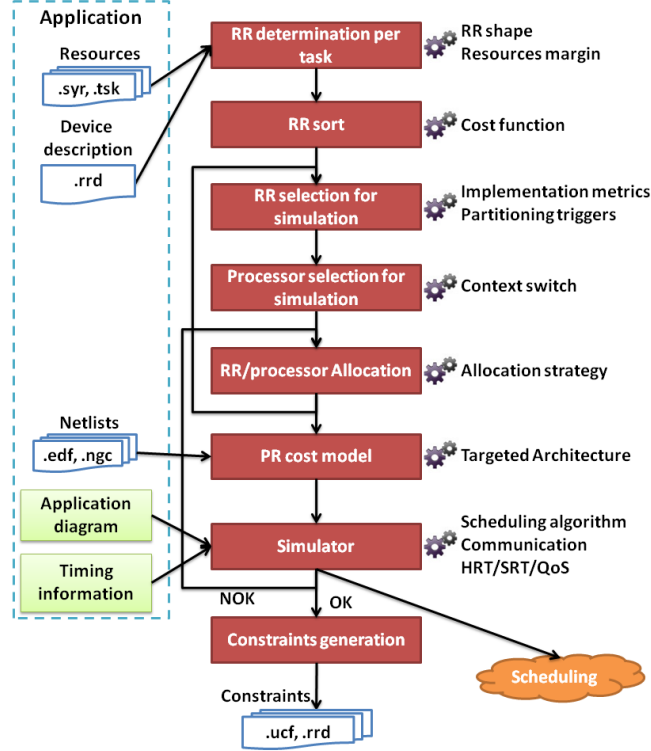 Application
Resources
.syr, .tsk
Device
description
.rrd
RR determination per
task
RR shape
Resources margin
RR sort
Cost function
RR selection for
simulation
Implementation metrics
Partitioning triggers
Processor selection for
simulation
Context switch
RR/processor Allocation
Allocation strategy
Netlists
.edf, .ngc
PR cost model
Targeted Architecture
Application
diagram
Timing
information
Simulator
Scheduling algorithm
Communication
HRT/SRT/QoS
NOK
OK
Constraints generation
Scheduling
Constraints
.ucf, .rrd